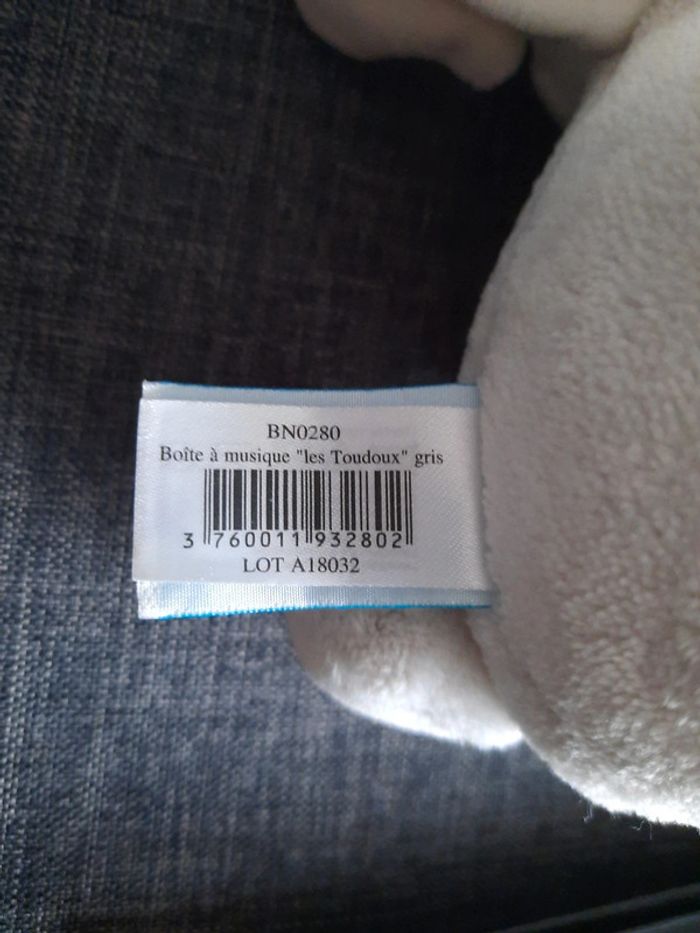 BN0280
Boîte à musique "les Toudoux" gris
3 760011 932802
LOT A18032